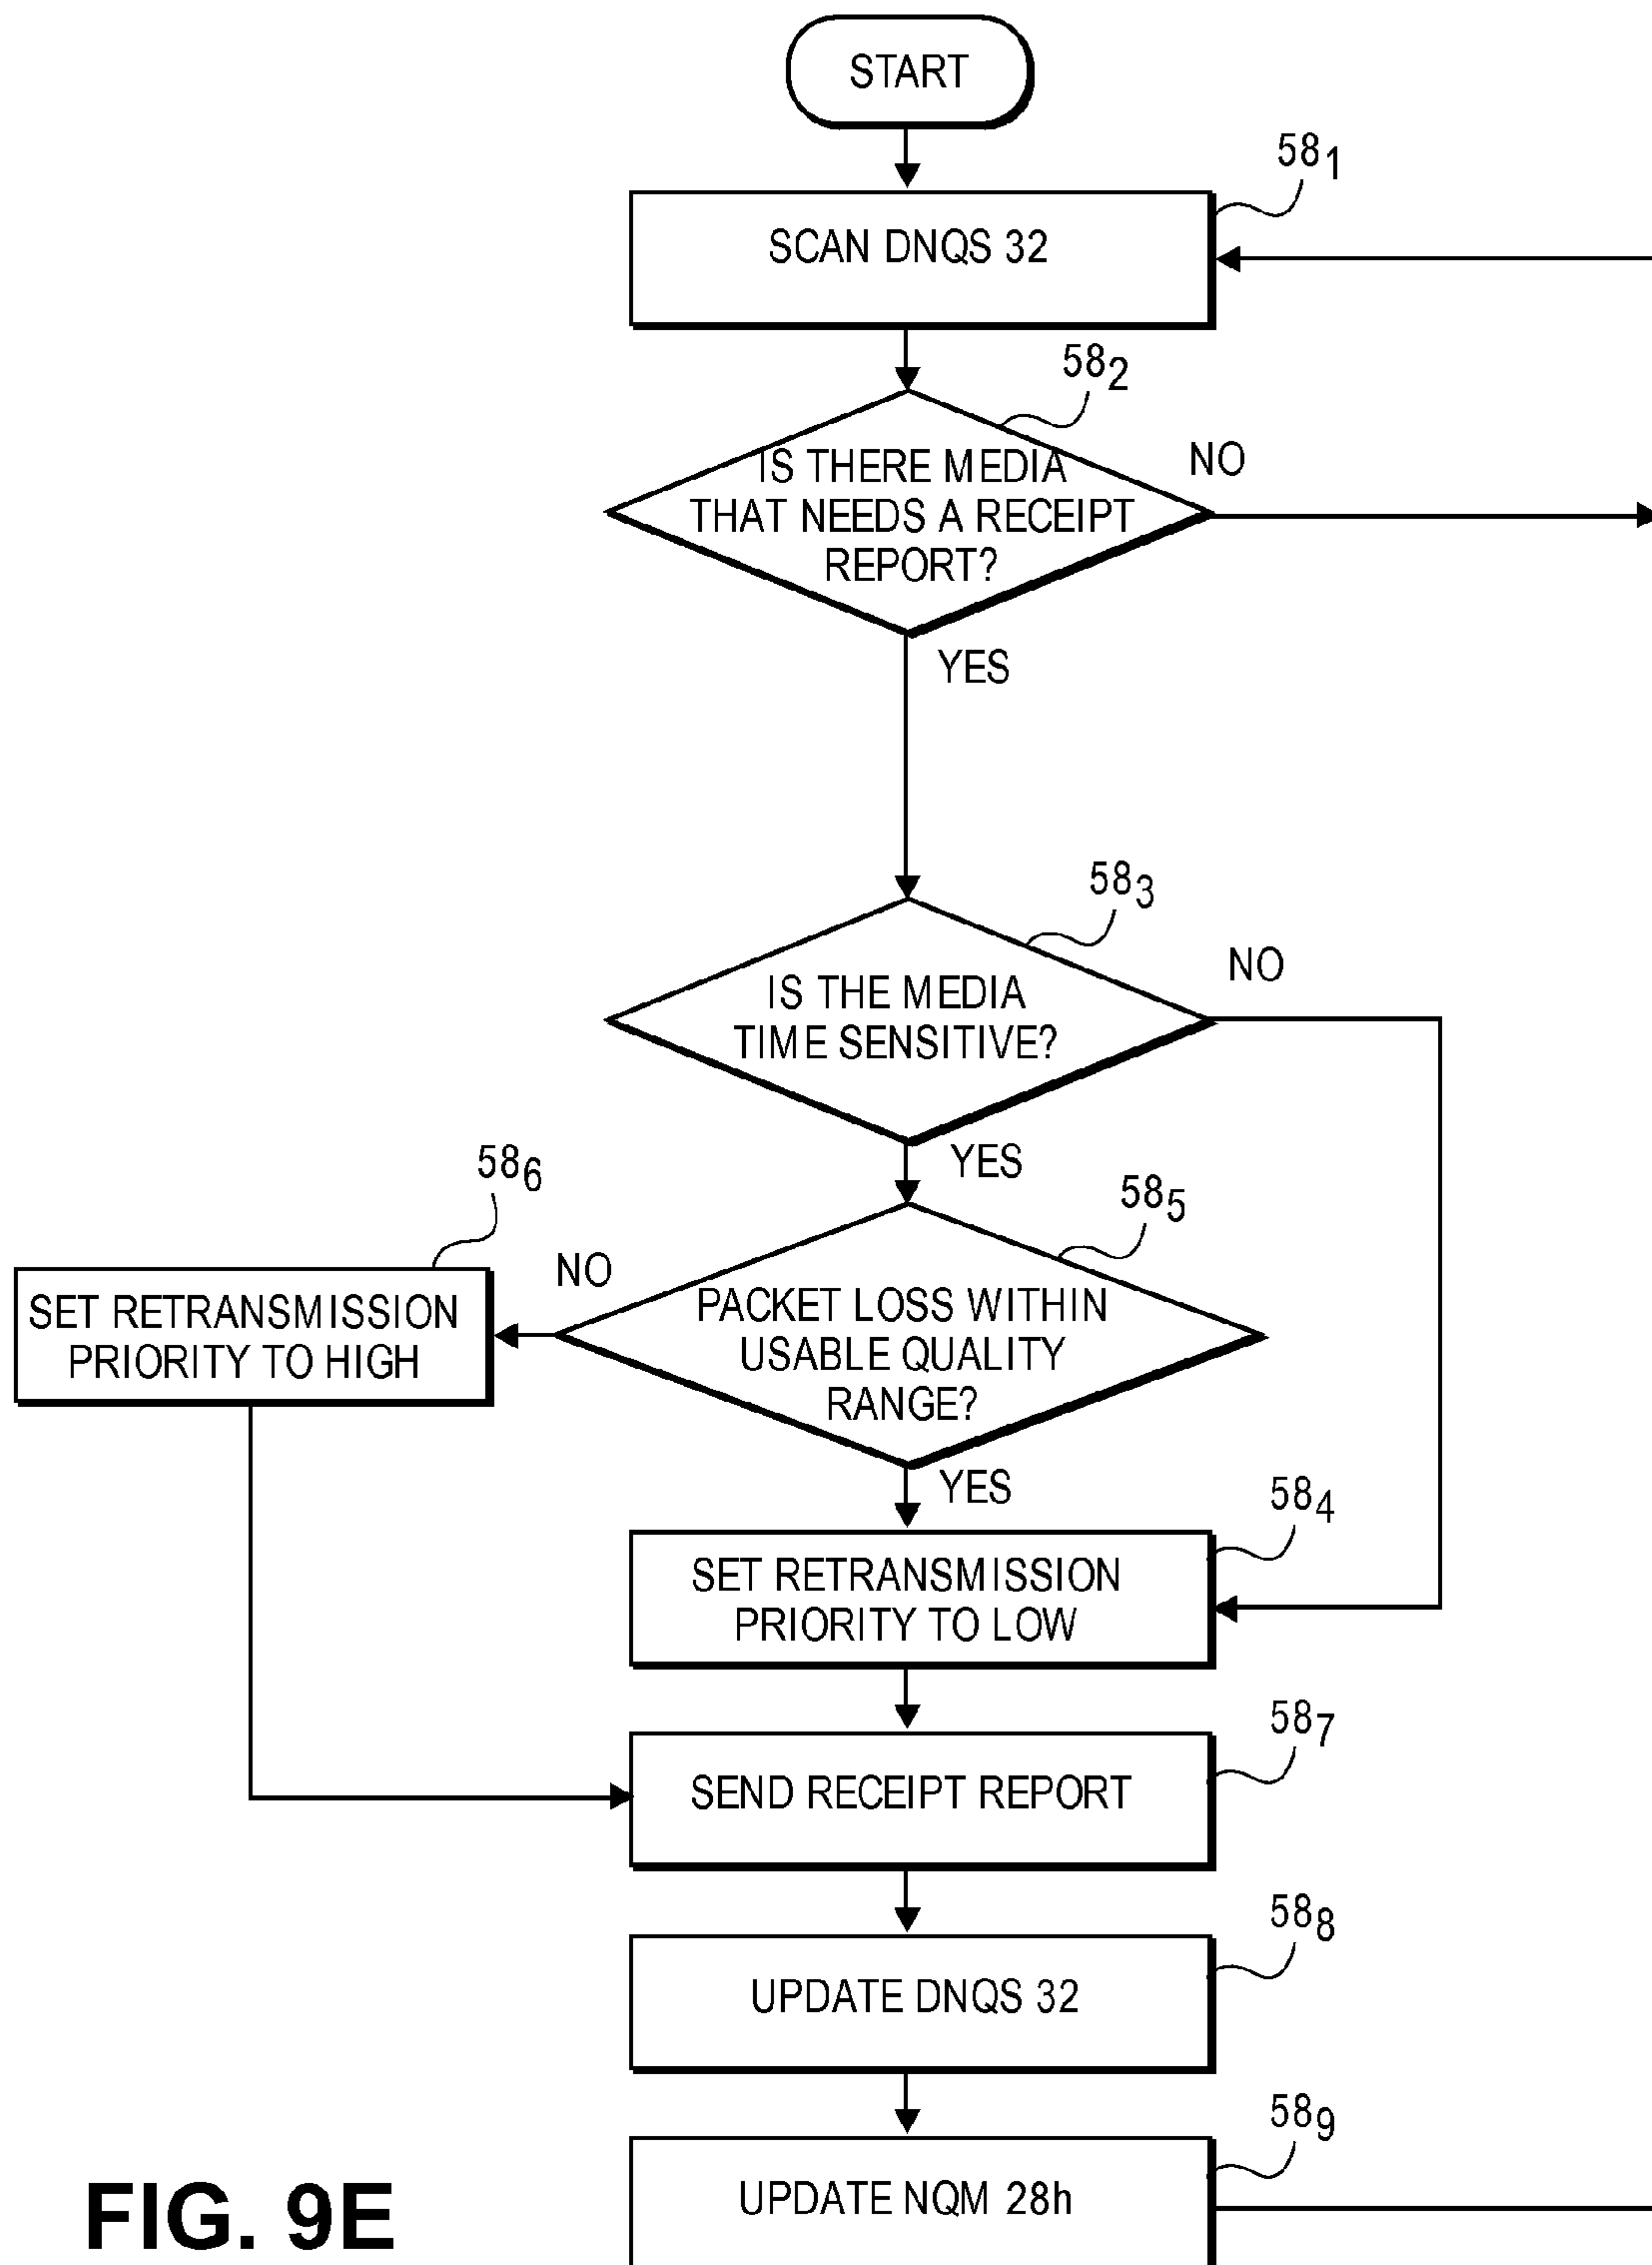 START
58₁
SCAN DNQS 32
58₂
IS THERE MEDIA
THAT NEEDS A RECEIPT
REPORT?
NO
YES
58₃
IS THE MEDIA
TIME SENSITIVE?
NO
YES
58₆
58₅
NO
SET RETRANSMISSION
PRIORITY TO HIGH
PACKET LOSS WITHIN
USABLE QUALITY
RANGE?
YES
58₄
SET RETRANSMISSION
PRIORITY TO LOW
58₇
SEND RECEIPT REPORT
58₈
UPDATE DNQS 32
58₉
UPDATE NQM 28h
FIG. 9E